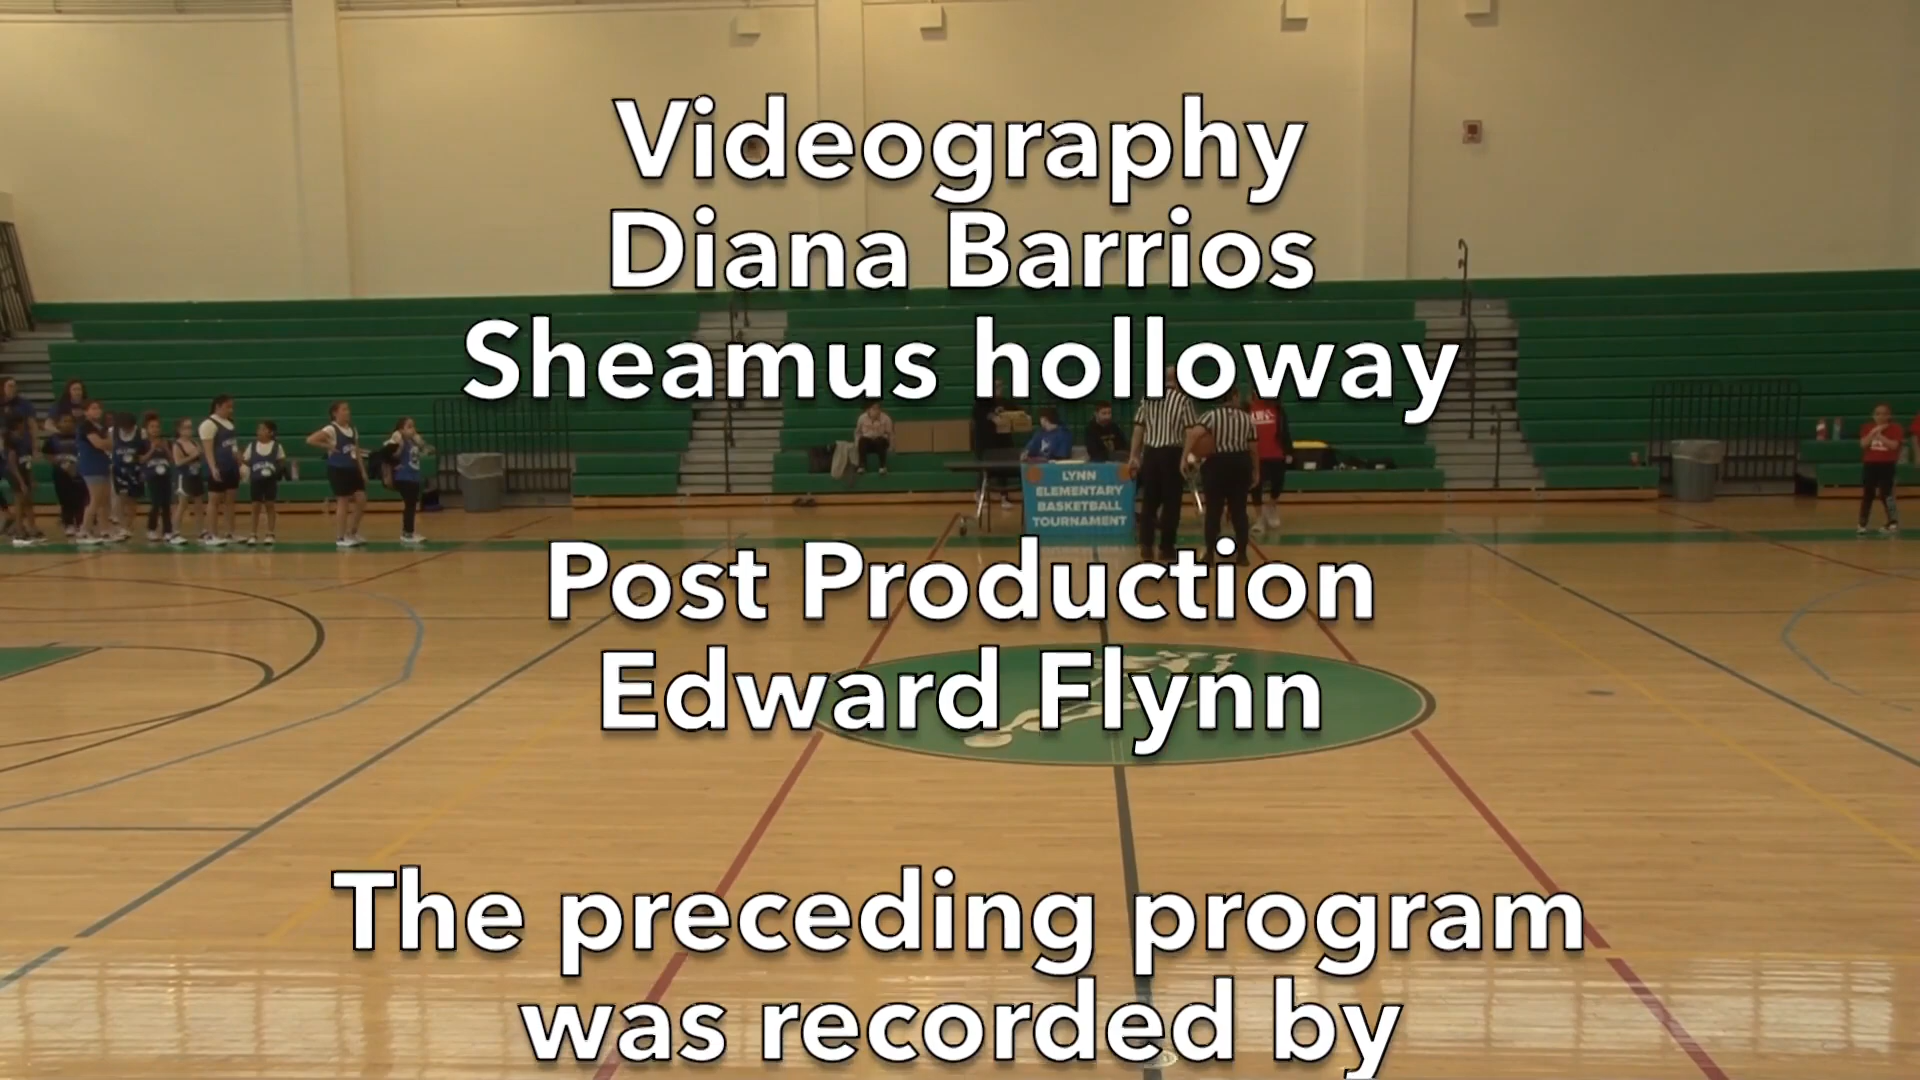 Videography
Diana Barrios
Sheamus holloway
Post Production
Edward Flynn
The preceding program
was recorded by
LYNN
ELEMENTARY
BASKETBALL
TOURNAMENT